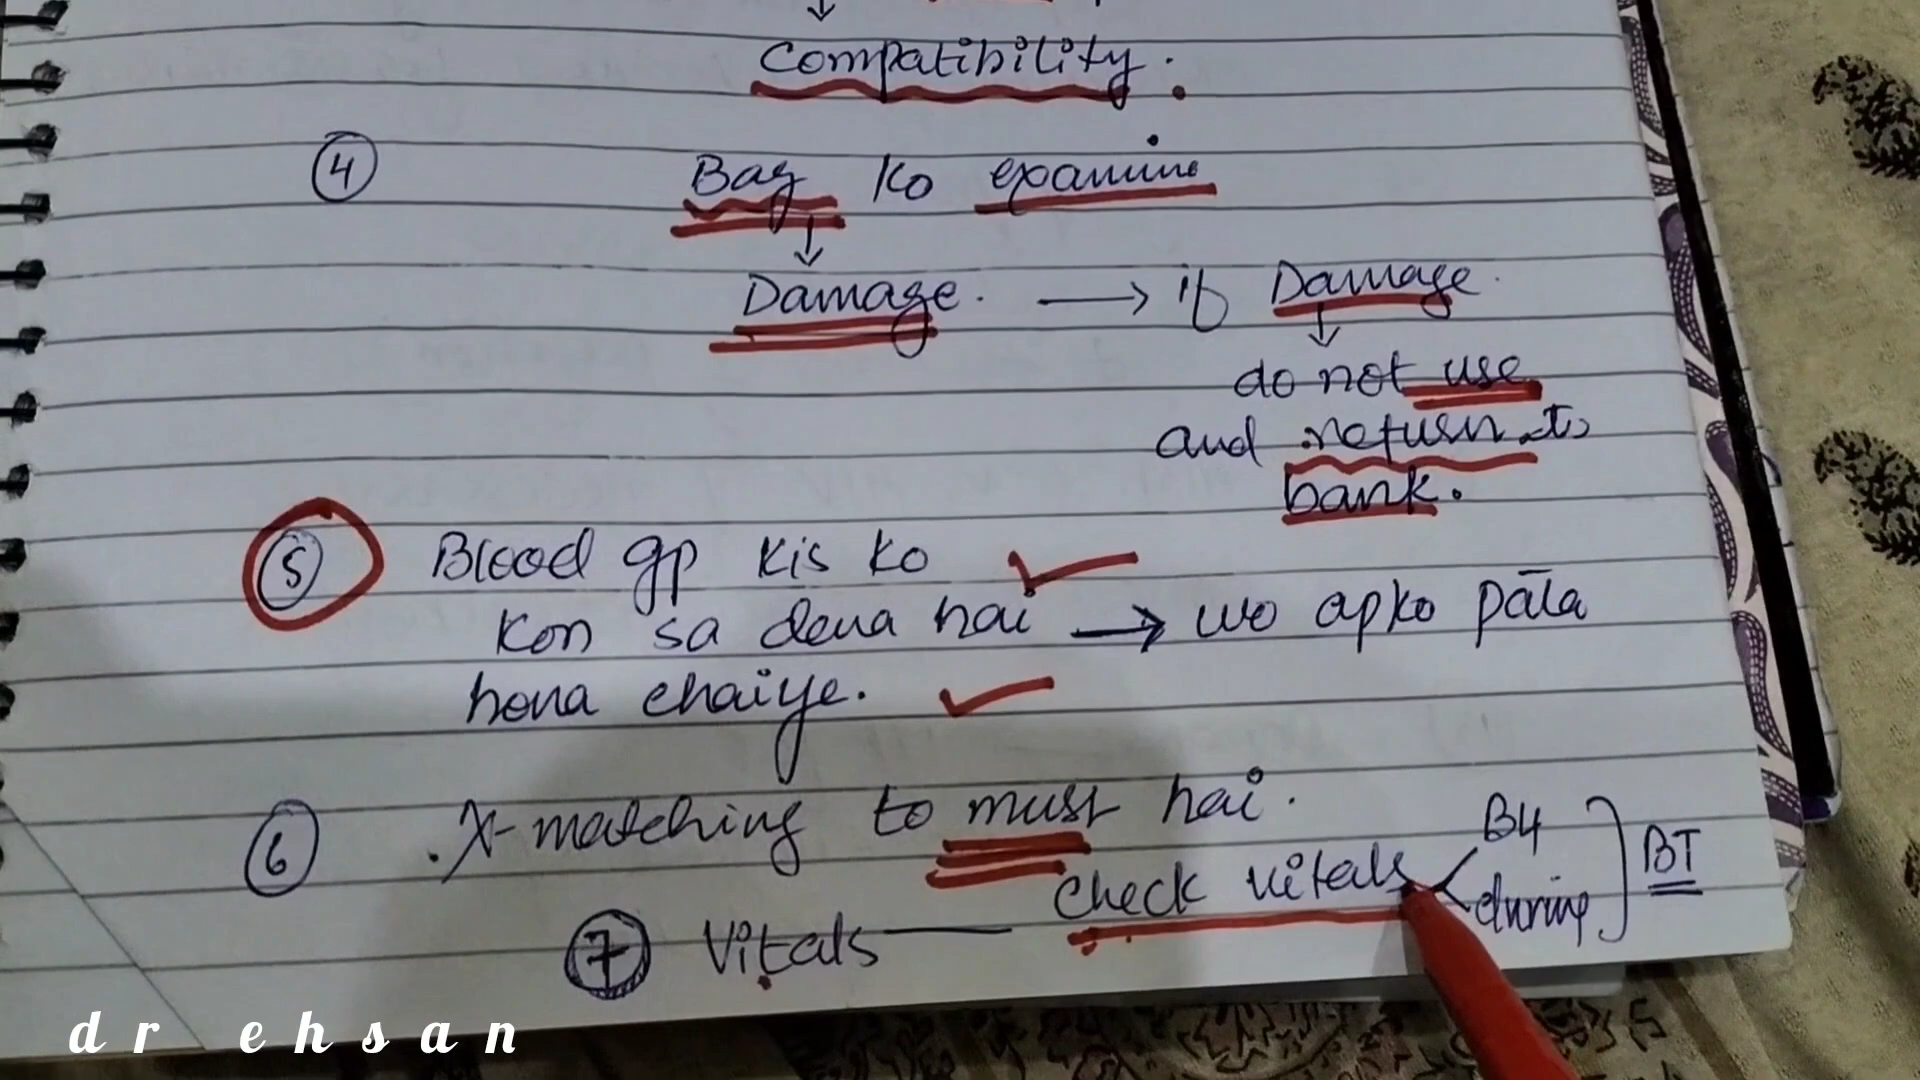 ↓
Compatibility.
④ Bag ko examine
↓
Damage. → if Damage.
↓
do not use
and return to
bank.
⑤ Blood gp kis ko
kon sa dena hai → wo apko pata
hona chaiye.
⑥ .X-matching to must hai.
⑦ Vitals — check vitals < B4 during } BT
dr ehsan